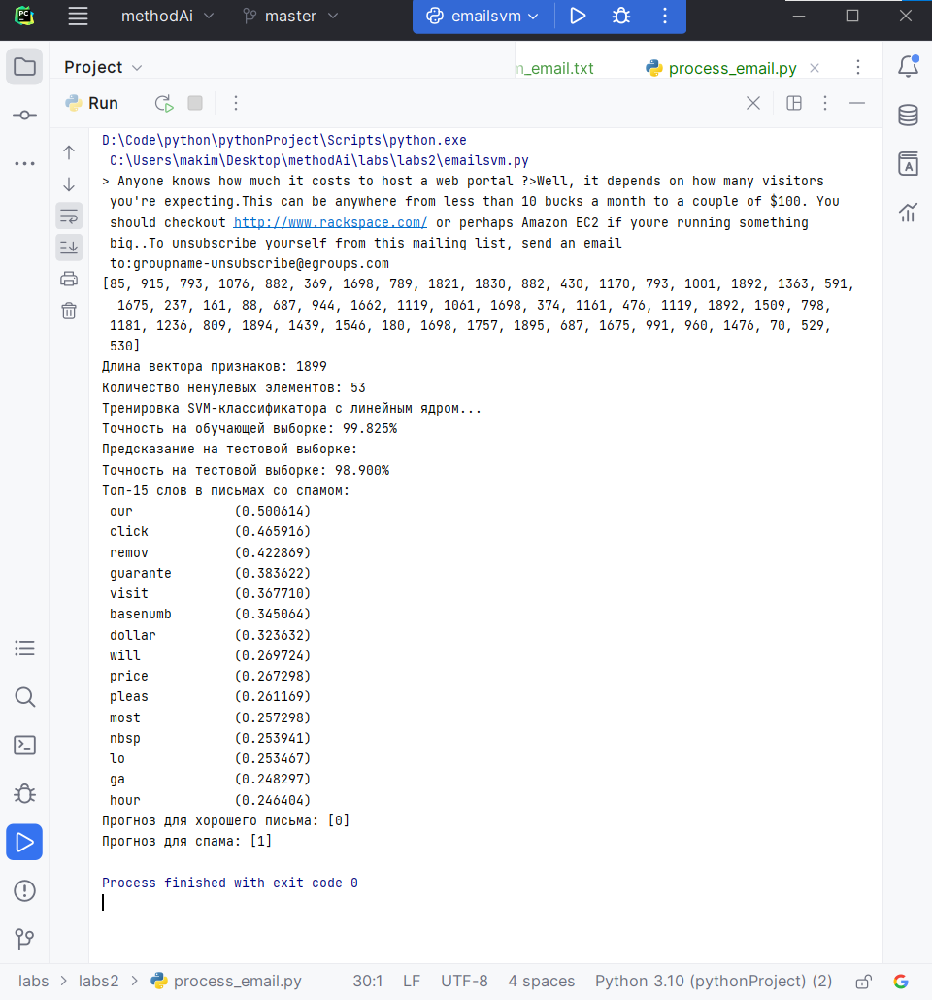 PC
methodAi
master
emailsvm
Project
n_email.txt
process_email.py
Run
D:\Code\python\pythonProject\Scripts\python.exe
C:\Users\makim\Desktop\methodAi\labs\labs2\emailsvm.py
> Anyone knows how much it costs to host a web portal ?>Well, it depends on how many visitors
you're expecting.This can be anywhere from less than 10 bucks a month to a couple of $100. You
should checkout http://www.rackspace.com/ or perhaps Amazon EC2 if youre running something
big..To unsubscribe yourself from this mailing list, send an email
to:groupname-unsubscribe@egroups.com
[85, 915, 793, 1076, 882, 369, 1698, 789, 1821, 1830, 882, 430, 1170, 793, 1001, 1892, 1363, 591,
1675, 237, 161, 88, 687, 944, 1662, 1119, 1061, 1698, 374, 1161, 476, 1119, 1892, 1509, 798,
1181, 1236, 809, 1894, 1439, 1546, 180, 1698, 1757, 1895, 687, 1675, 991, 960, 1476, 70, 529,
530]
Длина вектора признаков: 1899
Количество ненулевых элементов: 53
Тренировка SVM-классификатора с линейным ядром...
Точность на обучающей выборке: 99.825%
Предсказание на тестовой выборке:
Точность на тестовой выборке: 98.900%
Топ-15 слов в письмах со спамом:
our (0.500614)
click (0.465916)
remov (0.422869)
guarante (0.383622)
visit (0.367710)
basenumb (0.345064)
dollar (0.323632)
will (0.269724)
price (0.267298)
pleas (0.261169)
most (0.257298)
nbsp (0.253941)
lo (0.253467)
ga (0.248297)
hour (0.246404)
Прогноз для хорошего письма: [0]
Прогноз для спама: [1]
Process finished with exit code 0
labs > labs2 > process_email.py 30:1 LF UTF-8 4 spaces Python 3.10 (pythonProject) (2)